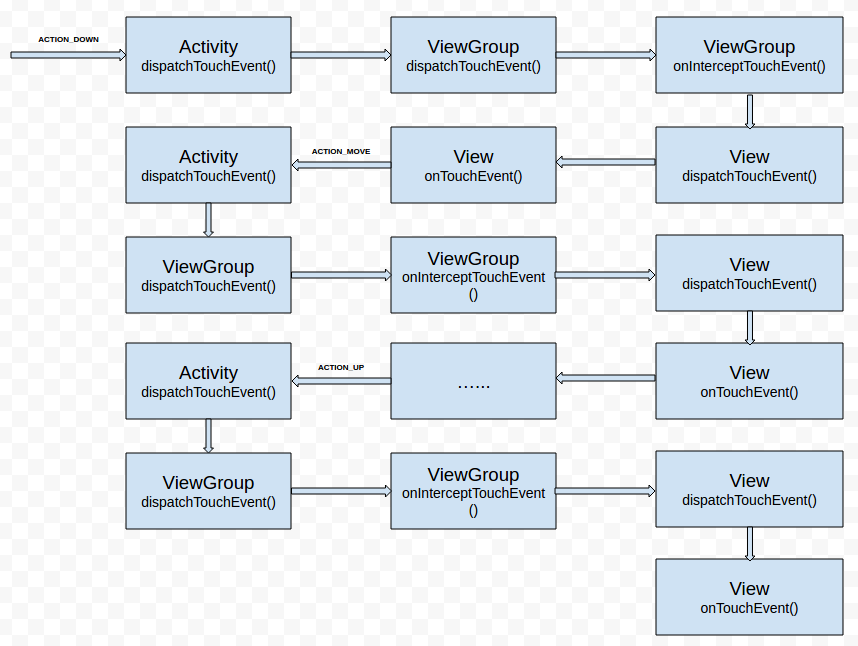 ACTION_DOWN
Activity
dispatchTouchEvent()
ViewGroup
dispatchTouchEvent()
ViewGroup
onInterceptTouchEvent()
Activity
dispatchTouchEvent()
ACTION_MOVE
View
onTouchEvent()
View
dispatchTouchEvent()
ViewGroup
dispatchTouchEvent()
ViewGroup
onInterceptTouchEvent
()
View
dispatchTouchEvent()
Activity
dispatchTouchEvent()
ACTION_UP
......
View
onTouchEvent()
ViewGroup
dispatchTouchEvent()
ViewGroup
onInterceptTouchEvent
()
View
dispatchTouchEvent()
View
onTouchEvent()